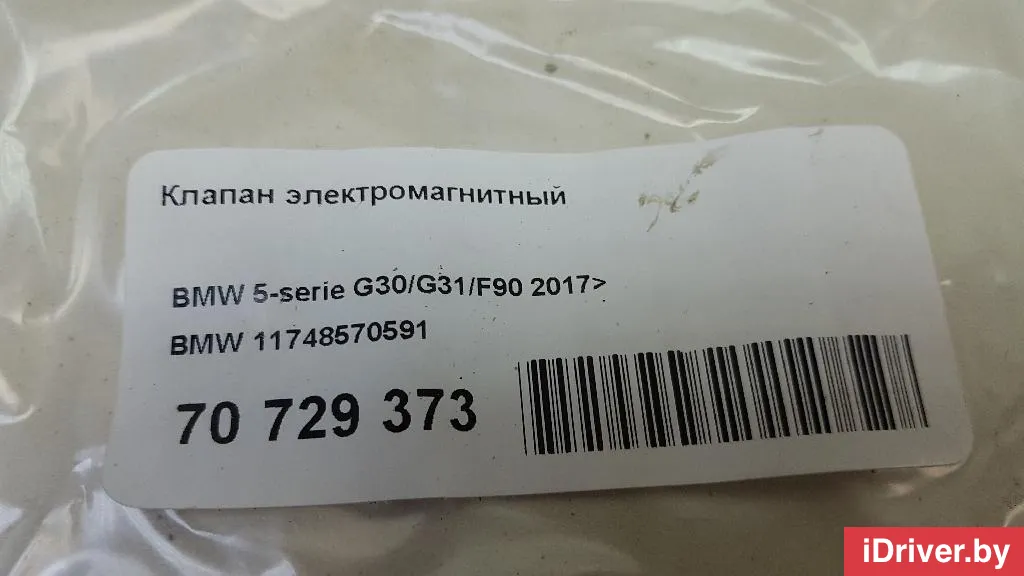 Клапан электромагнитный
BMW 5-serie G30/G31/F90 2017>
BMW 11748570591
70 729 373
iDriver.by